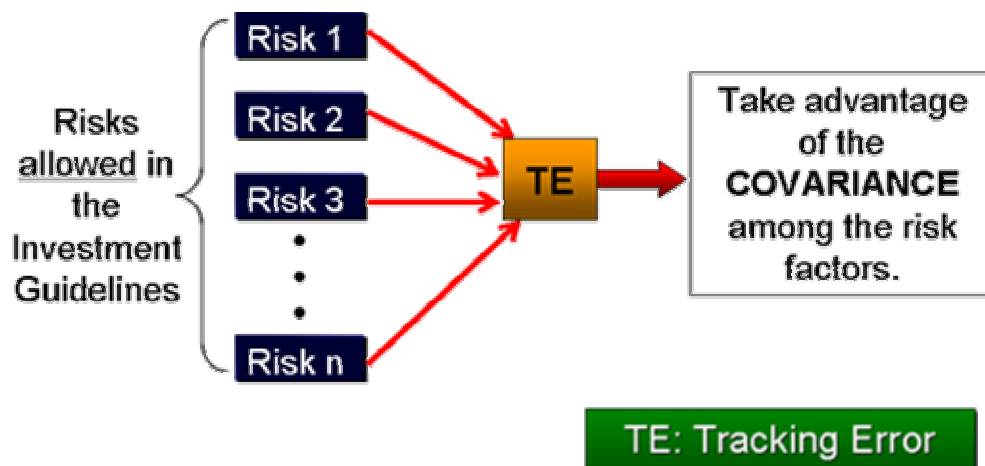 Risks
allowed in
the
Investment
Guidelines
Risk 1
Risk 2
Risk 3
Risk n
TE
Take advantage
of the
COVARIANCE
among the risk
factors.
TE: Tracking Error